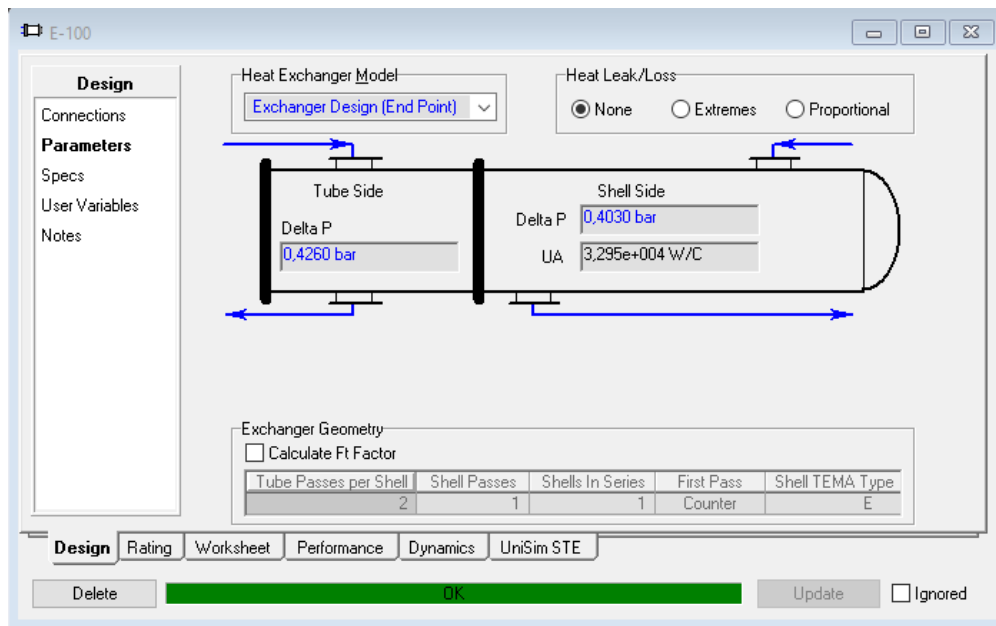 E-100
Design
Connections
Parameters
Specs
User Variables
Notes
Heat Exchanger Model
Exchanger Design (End Point)
Heat Leak/Loss
None Extremes Proportional
Tube Side
Delta P
0,4260 bar
Shell Side
Delta P 0,4030 bar
UA 3,295e+004 W/C
Exchanger Geometry
Calculate Ft Factor
Tube Passes per Shell Shell Passes Shells In Series First Pass Shell TEMA Type
2 1 1 Counter E
Design Rating Worksheet Performance Dynamics UniSim STE
Delete OK Update Ignored